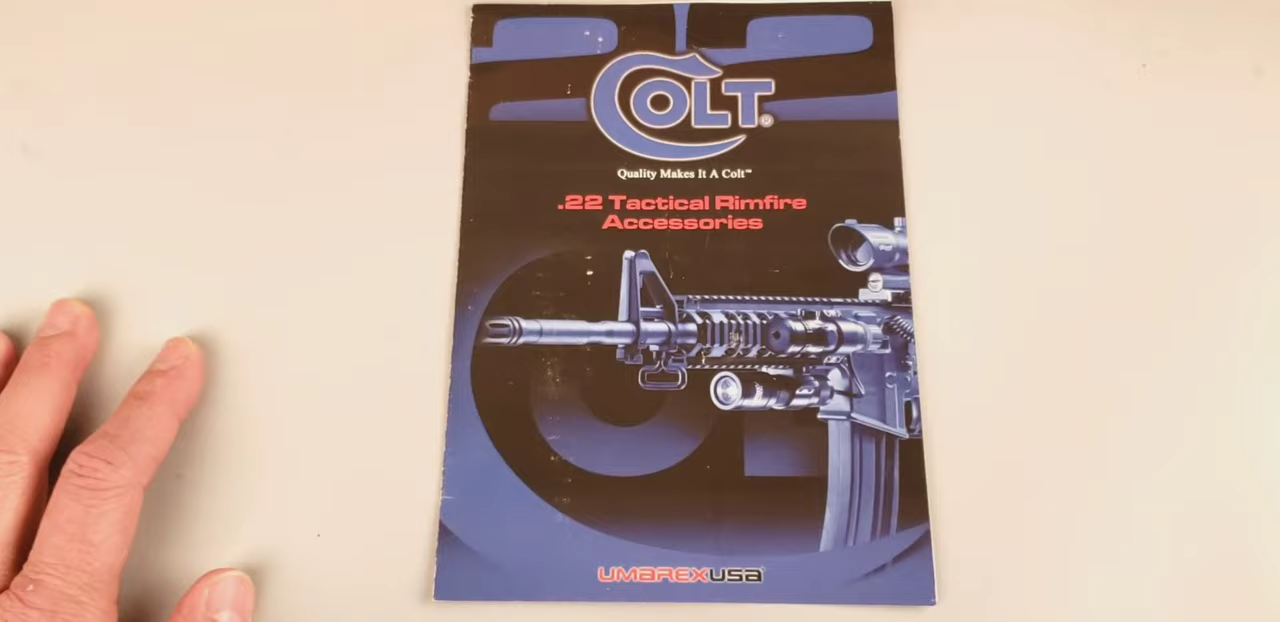 COLT®
Quality Makes It A Colt™
.22 Tactical Rimfire
Accessories
UMAREXUSA